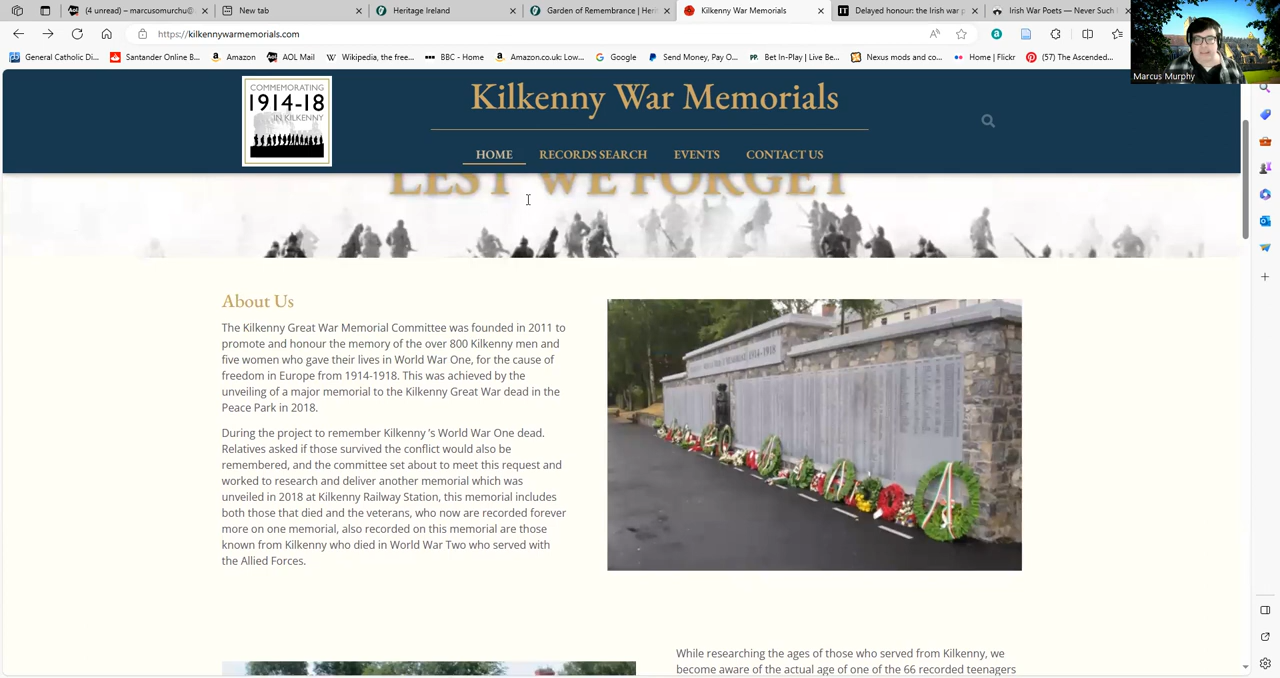 (4 unread) – marcusomurchu@
New tab
Heritage Ireland
Garden of Remembrance | Heri
Kilkenny War Memorials
Delayed honour: the Irish war p
Irish War Poets — Never Such I
https://kilkennywarmemorials.com
General Catholic Di...
Santander Online B...
Amazon
AOL Mail
Wikipedia, the free...
BBC - Home
Amazon.co.uk: Low...
Google
Send Money, Pay O...
Bet In-Play | Live Be...
Nexus mods and co...
Home | Flickr
(57) The Ascended...
Marcus Murphy
COMMEMORATING
1914-18
IN KILKENNY
Kilkenny War Memorials
HOME
RECORDS SEARCH
EVENTS
CONTACT US
LEST WE FORGET
About Us
The Kilkenny Great War Memorial Committee was founded in 2011 to
promote and honour the memory of the over 800 Kilkenny men and
five women who gave their lives in World War One, for the cause of
freedom in Europe from 1914-1918. This was achieved by the
unveiling of a major memorial to the Kilkenny Great War dead in the
Peace Park in 2018.
During the project to remember Kilkenny 's World War One dead.
Relatives asked if those survived the conflict would also be
remembered, and the committee set about to meet this request and
worked to research and deliver another memorial which was
unveiled in 2018 at Kilkenny Railway Station, this memorial includes
both those that died and the veterans, who now are recorded forever
more on one memorial, also recorded on this memorial are those
known from Kilkenny who died in World War Two who served with
the Allied Forces.
While researching the ages of those who served from Kilkenny, we
become aware of the actual age of one of the 66 recorded teenagers